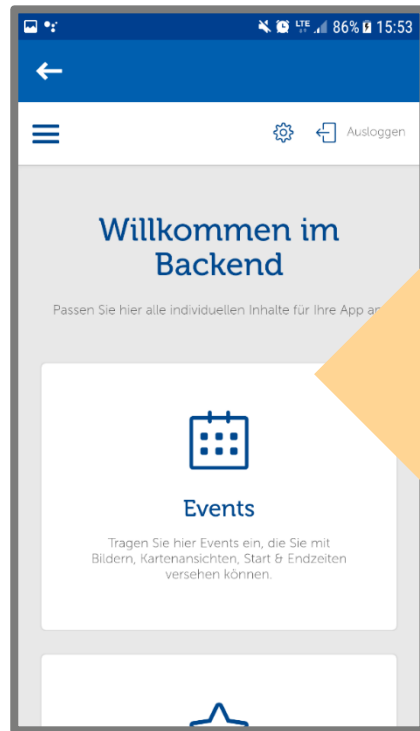 LTE 86% 15:53
Ausloggen
Willkommen im
Backend
Passen Sie hier alle individuellen Inhalte für Ihre App
Events
Tragen Sie hier Events ein, die Sie mit
Bildern, Kartenansichten, Start & Endzeiten
versehen können.